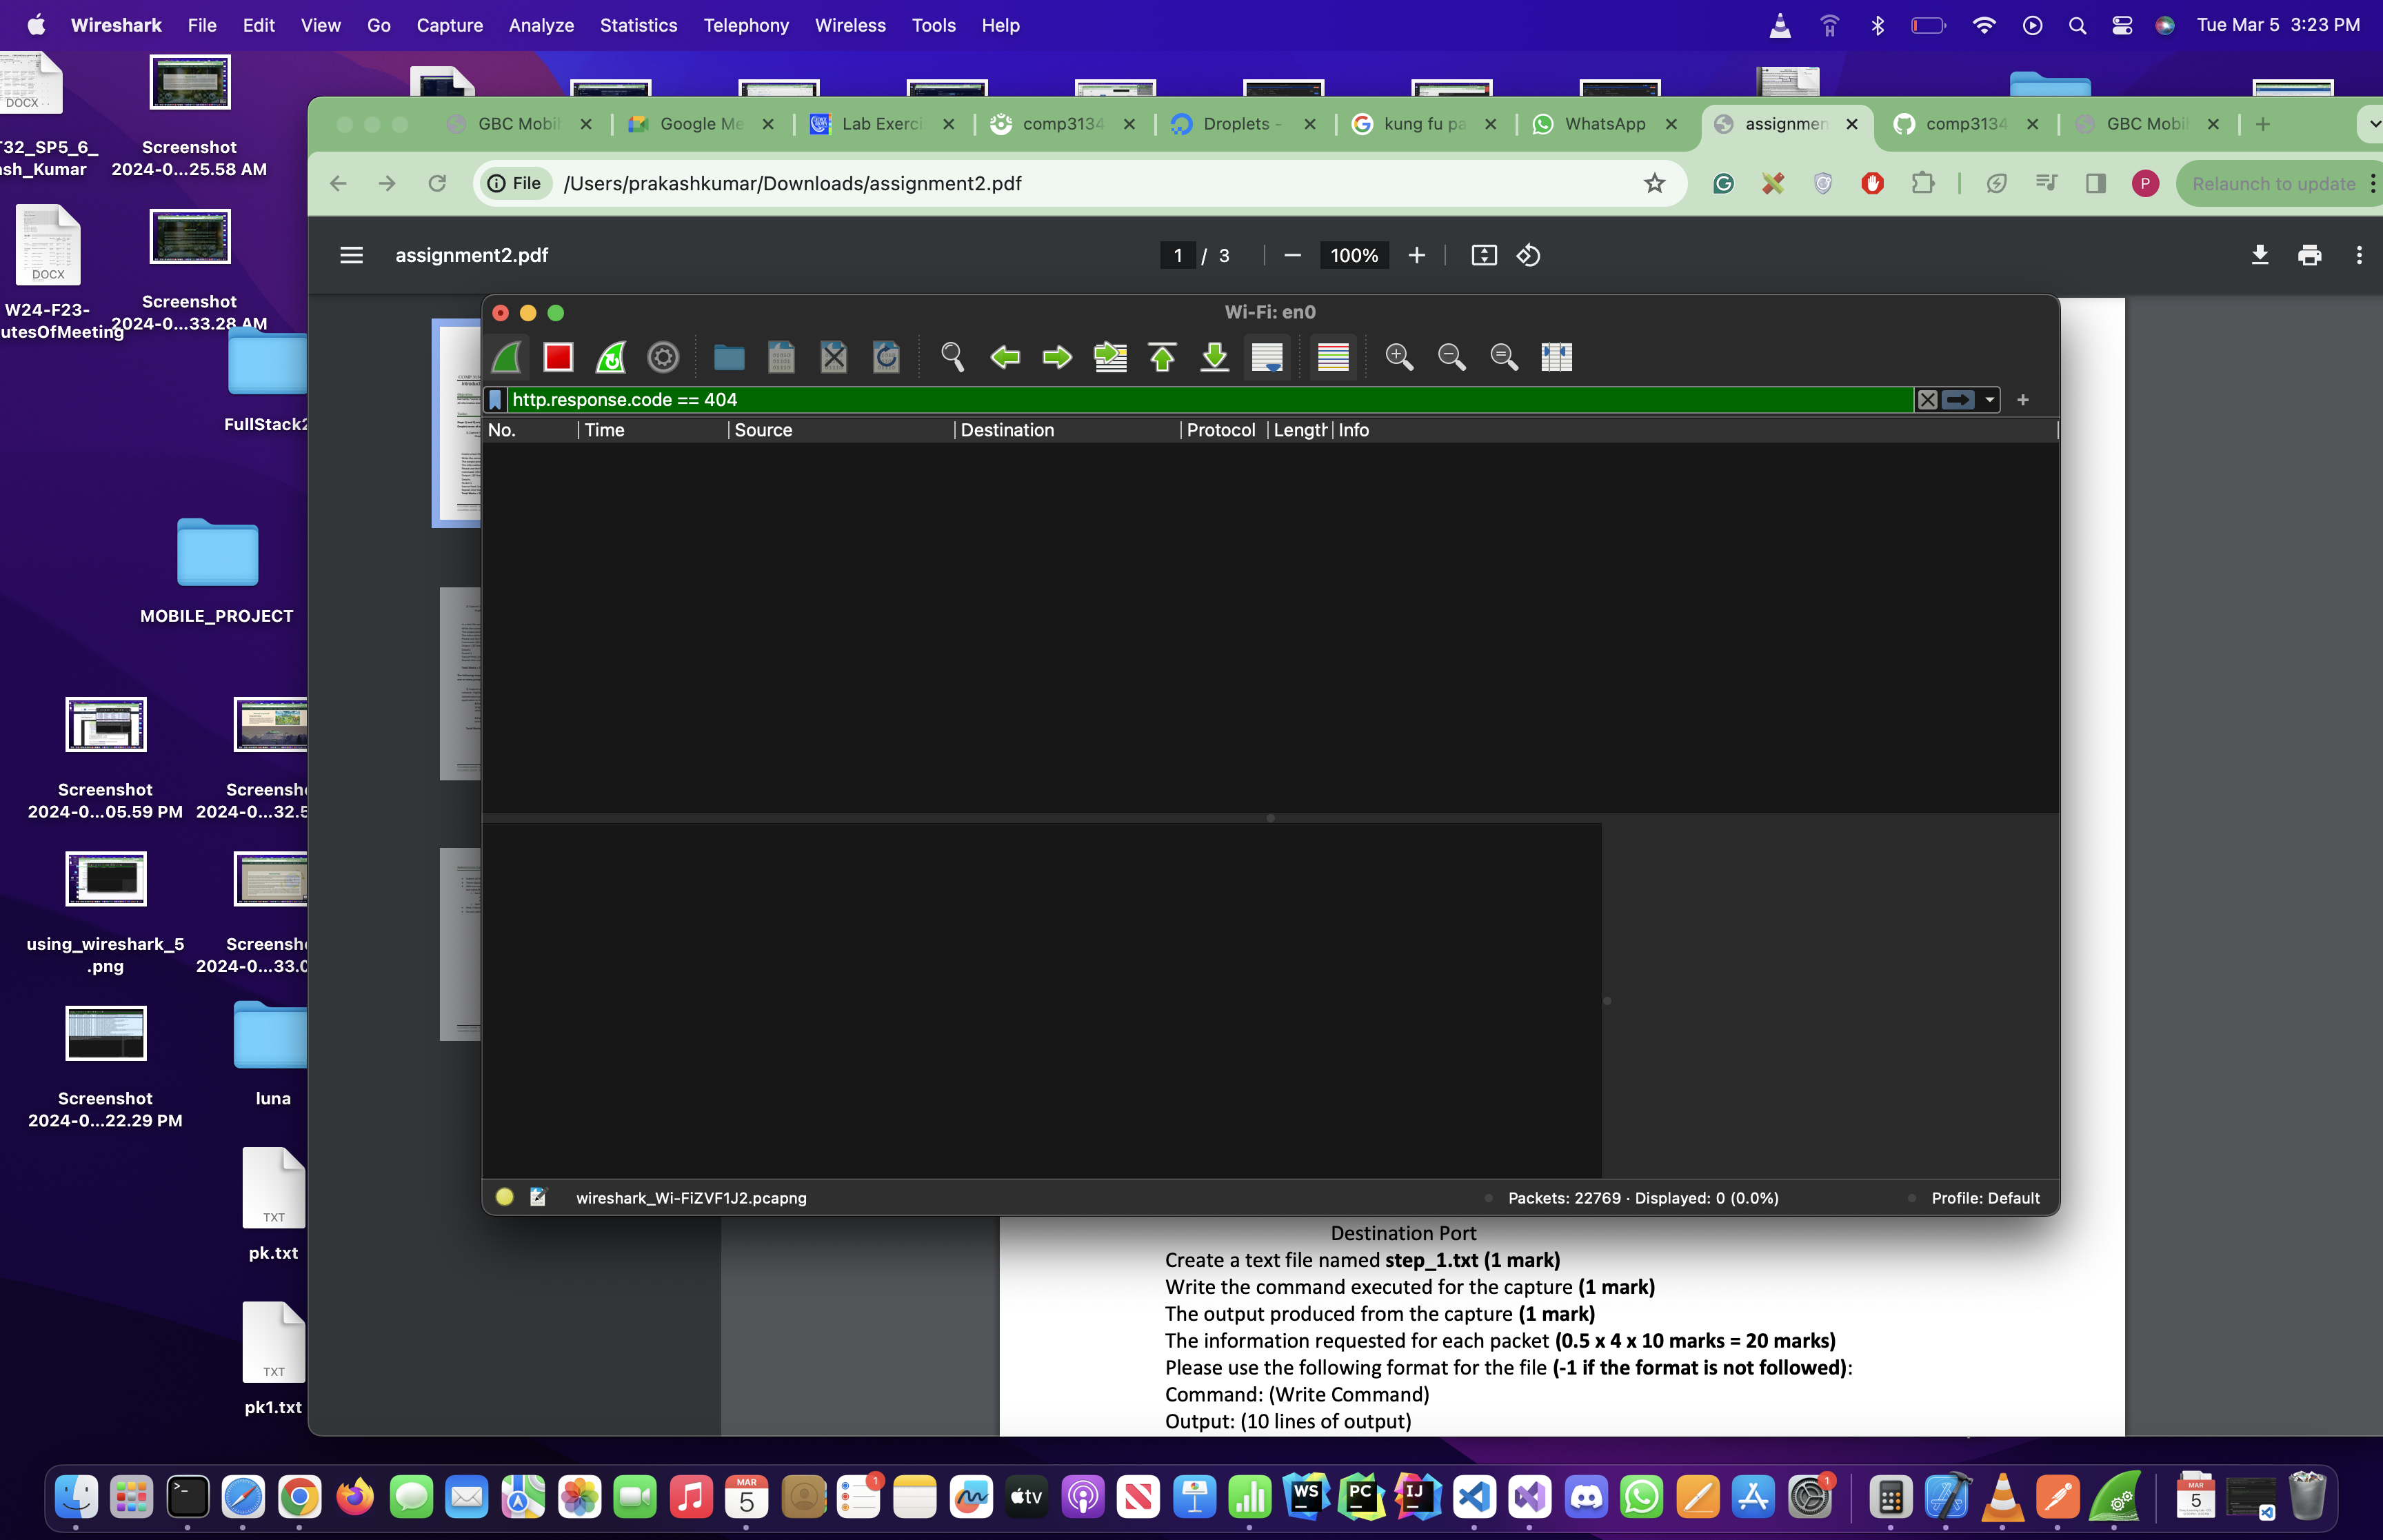 Wireshark File Edit View Go Capture Analyze Statistics Telephony Wireless Tools Help Tue Mar 5 3:23 PM
DOCX
T32_SP5_6_
ash_Kumar
Screenshot
2024-0...25.58 AM
DOCX
W24-F23-
utesOfMeeting
Screenshot
2024-0...33.28 AM
FullStack2
MOBILE_PROJECT
Screenshot
2024-0...05.59 PM
Screensh
2024-0...32.5
using_wireshark_5
.png
Screensh
2024-0...33.0
Screenshot
2024-0...22.29 PM
luna
TXT
pk.txt
TXT
pk1.txt
GBC Mobil Google Me Lab Exerci comp3134 Droplets - kung fu pa WhatsApp assignmen comp3134 GBC Mobil
File /Users/prakashkumar/Downloads/assignment2.pdf P Relaunch to update
assignment2.pdf 1 / 3 100%
Wi-Fi: en0
http.response.code == 404
No. Time Source Destination Protocol Length Info
wireshark_Wi-FiZVF1J2.pcapng Packets: 22769 · Displayed: 0 (0.0%) Profile: Default
Destination Port
Create a text file named step_1.txt (1 mark)
Write the command executed for the capture (1 mark)
The output produced from the capture (1 mark)
The information requested for each packet (0.5 x 4 x 10 marks = 20 marks)
Please use the following format for the file (-1 if the format is not followed):
Command: (Write Command)
Output: (10 lines of output)
MAR
5
1
tv
WS
PC
IJ
1
MAR
5